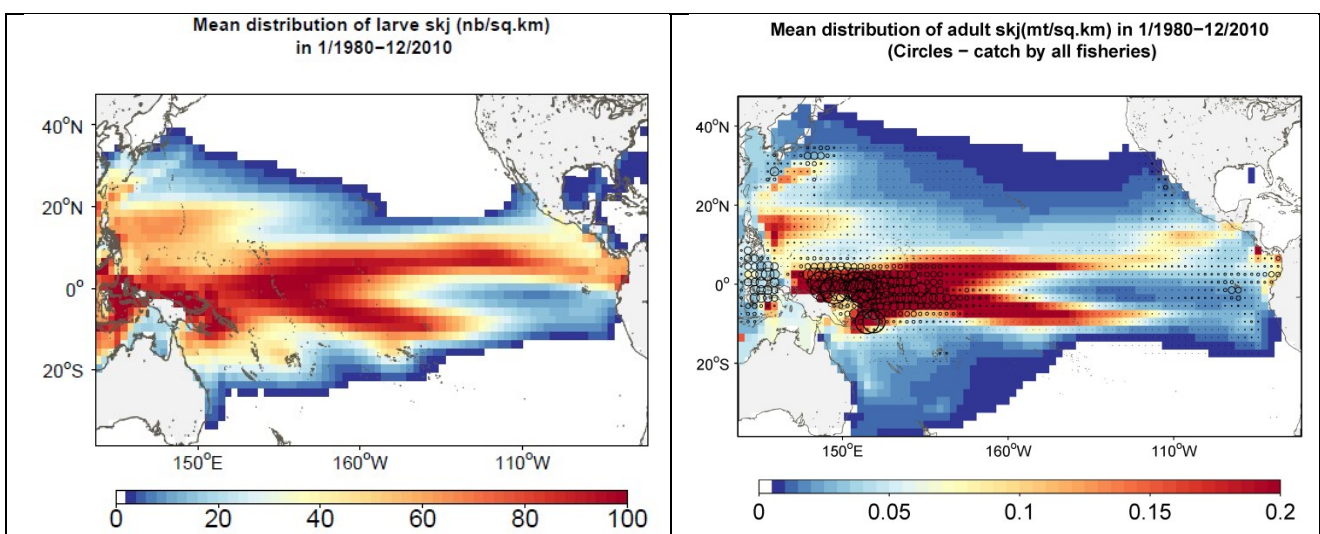 Mean distribution of larve skj (nb/sq.km)
in 1/1980−12/2010
40°N
20°N
0°
20°S
150°E
160°W
110°W
0
20
40
60
80
100
Mean distribution of adult skj(mt/sq.km) in 1/1980−12/2010
(Circles − catch by all fisheries)
40°N
20°N
0°
20°S
150°E
160°W
110°W
0
0.05
0.1
0.15
0.2